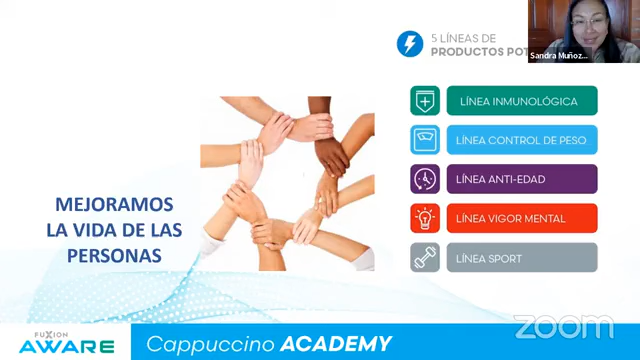 5 LÍNEAS DE
PRODUCTOS
Sandra Muñoz...
LÍNEA INMUNOLÓGICA
LÍNEA CONTROL DE PESO
LÍNEA ANTI-EDAD
LÍNEA VIGOR MENTAL
LÍNEA SPORT
MEJORAMOS
LA VIDA DE LAS
PERSONAS
FUXION
AWARE
Cappuccino ACADEMY
zoom